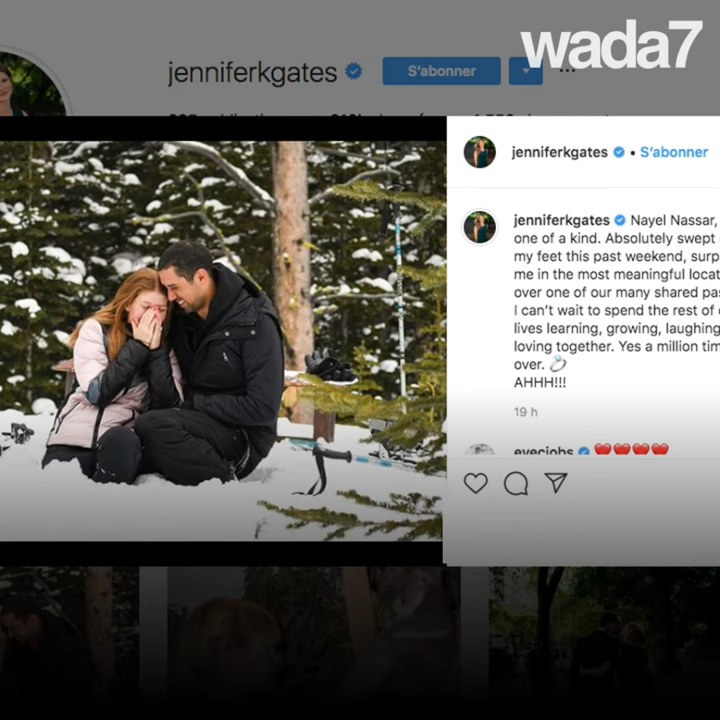 wada7
jenniferkgates
S'abonner
...
jenniferkgates • S'abonner
jenniferkgates Nayel Nassar,
one of a kind. Absolutely swept
my feet this past weekend, surp
me in the most meaningful locat
over one of our many shared pas
I can't wait to spend the rest of
lives learning, growing, laughing
loving together. Yes a million tim
over. 💍
AHHH!!!
19 h
evecjobs ❤️❤️❤️❤️